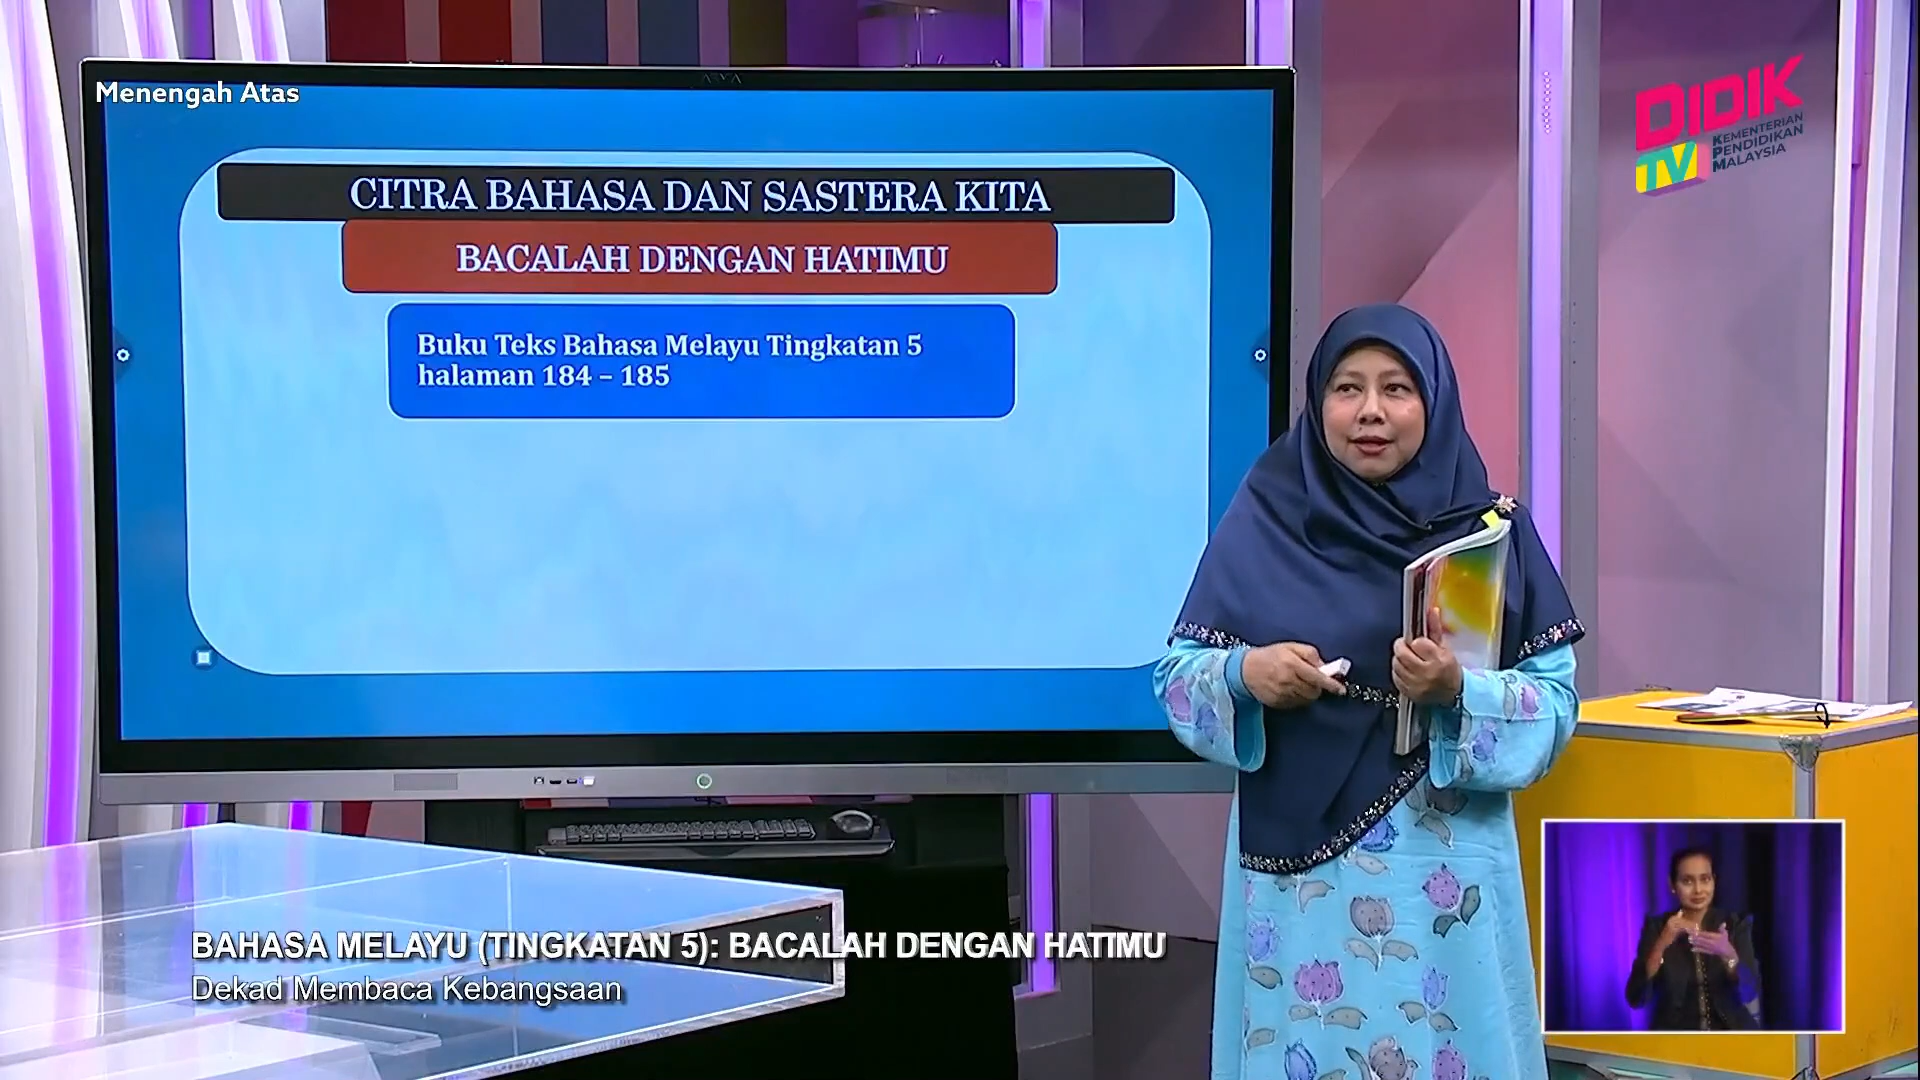 Menengah Atas
DIDIK
TV
KEMENTERIAN
PENDIDIKAN
MALAYSIA
CITRA BAHASA DAN SASTERA KITA
BACALAH DENGAN HATIMU
Buku Teks Bahasa Melayu Tingkatan 5
halaman 184 – 185
BAHASA MELAYU (TINGKATAN 5): BACALAH DENGAN HATIMU
Dekad Membaca Kebangsaan